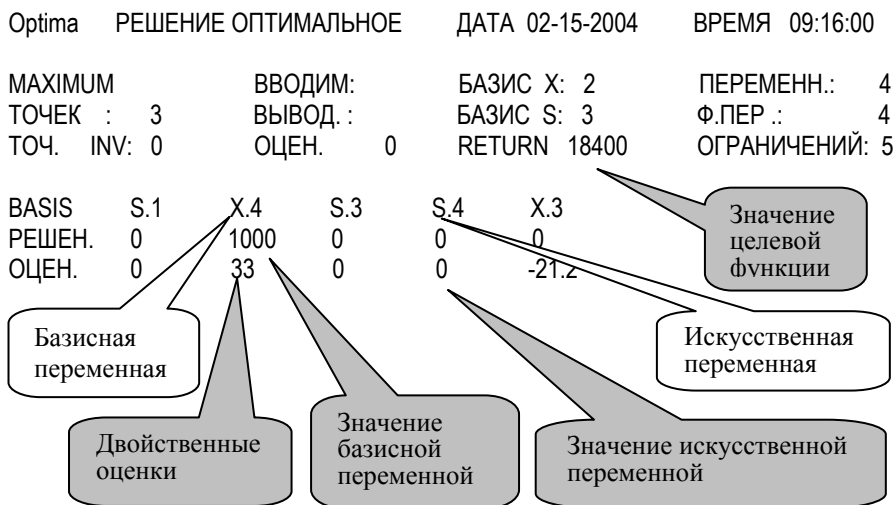 Optima РЕШЕНИЕ ОПТИМАЛЬНОЕ ДАТА 02-15-2004 ВРЕМЯ 09:16:00
MAXIMUM ВВОДИМ: БАЗИС X: 2 ПЕРЕМЕНН.: 4
ТОЧЕК : 3 ВЫВОД. : БАЗИС S: 3 Ф.ПЕР .: 4
ТОЧ. INV: 0 ОЦЕН. 0 RETURN 18400 ОГРАНИЧЕНИЙ: 5
BASIS S.1 X.4 S.3 S.4 X.3
РЕШЕН. 0 1000 0 0 0
ОЦЕН. 0 33 0 0 -21.2
Значение
целевой
функции
Базисная
переменная
Искусственная
переменная
Двойственные
оценки
Значение
базисной
переменной
Значение искусственной
переменной